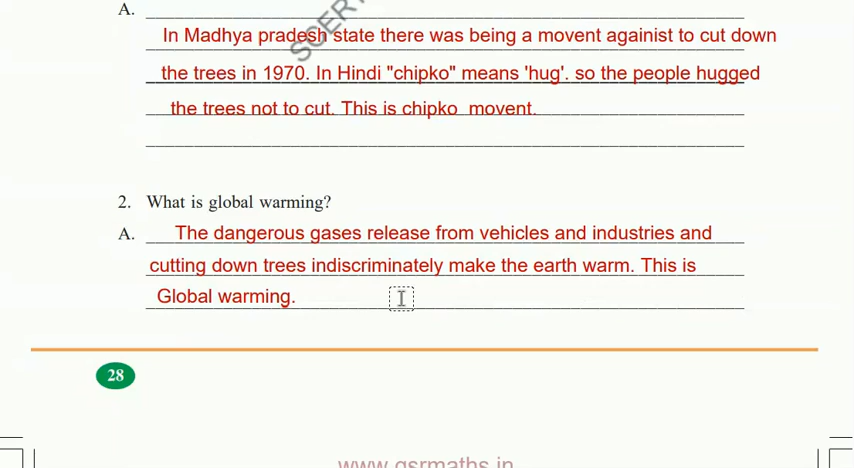 A.
SCERT
In Madhya pradesh state there was being a movent againist to cut down
the trees in 1970. In Hindi "chipko" means 'hug'. so the people hugged
the trees not to cut. This is chipko movent.
2. What is global warming?
A. The dangerous gases release from vehicles and industries and
cutting down trees indiscriminately make the earth warm. This is
Global warming.
28
www.gsrmaths.in